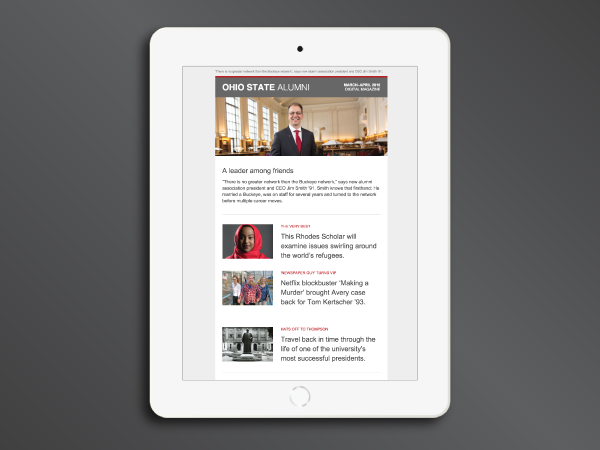 "There is no greater network than the Buckeye network," says new alumni association president and CEO Jim Smith '91.
OHIO STATE ALUMNI
MARCH-APRIL 2016
DIGITAL MAGAZINE
A leader among friends
"There is no greater network than the Buckeye network," says new alumni
association president and CEO Jim Smith '91. Smith knows that firsthand: He
married a Buckeye, was on staff for several years and turned to the network
before multiple career moves.
THE VERY BEST
This Rhodes Scholar will
examine issues swirling around
the world's refugees.
NEWSPAPER GUY TURNS VIP
Netflix blockbuster 'Making a
Murder' brought Avery case
back for Tom Kertscher '93.
HATS OFF TO THOMPSON
Travel back in time through the
life of one of the university's
most successful presidents.